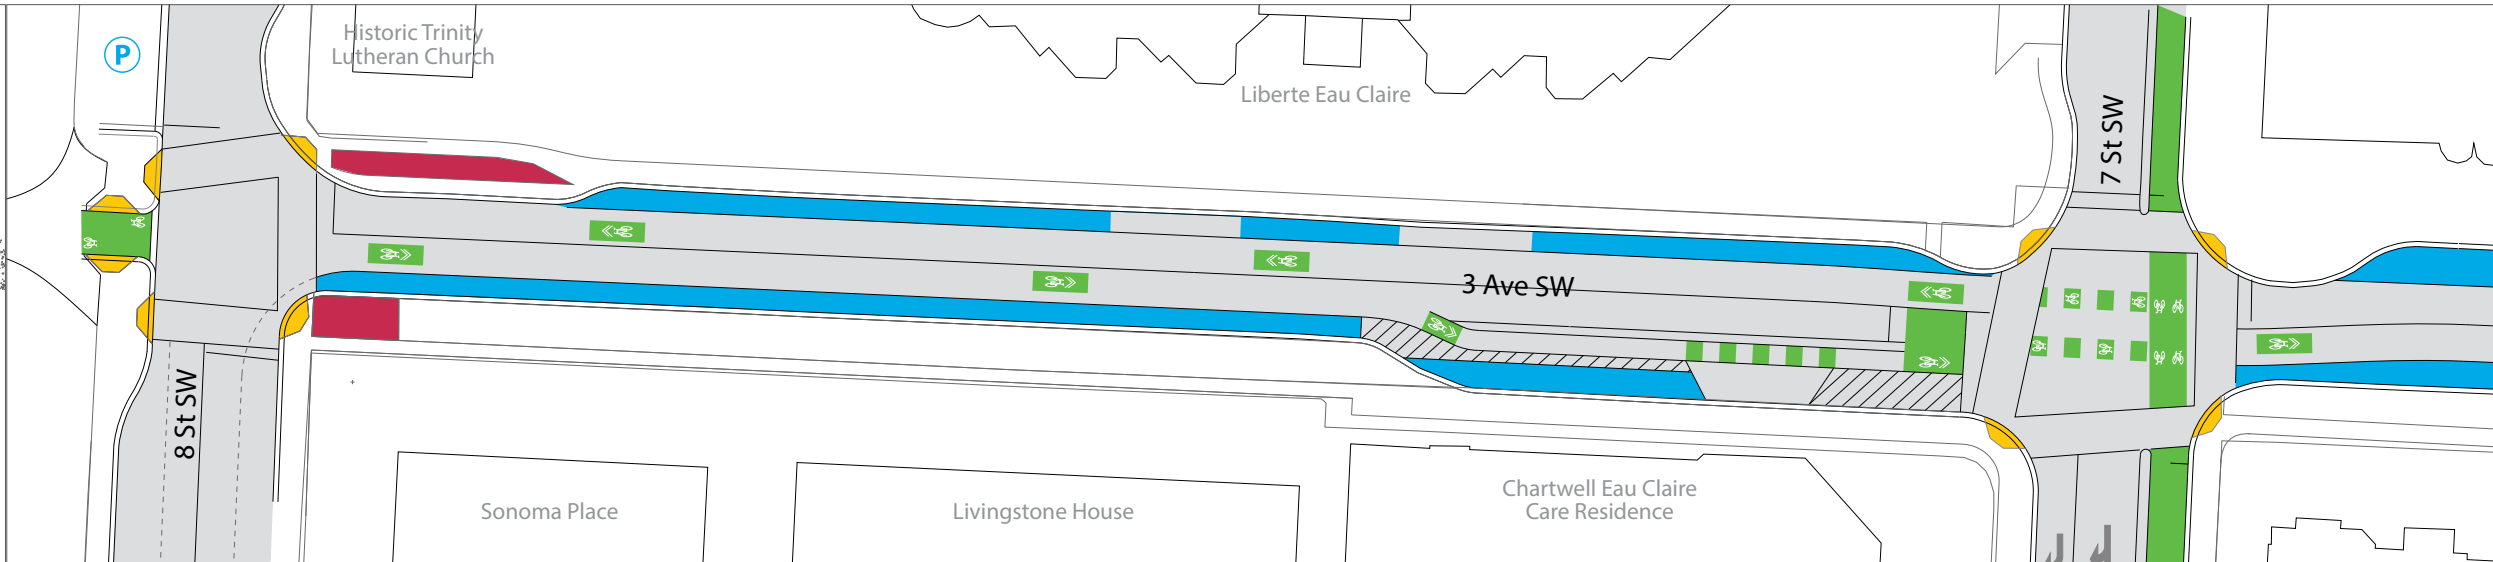 Historic Trinity
Lutheran Church
P
Liberte Eau Claire
7 St SW
3 Ave SW
8 St SW
Sonoma Place
Livingstone House
Chartwell Eau Claire
Care Residence